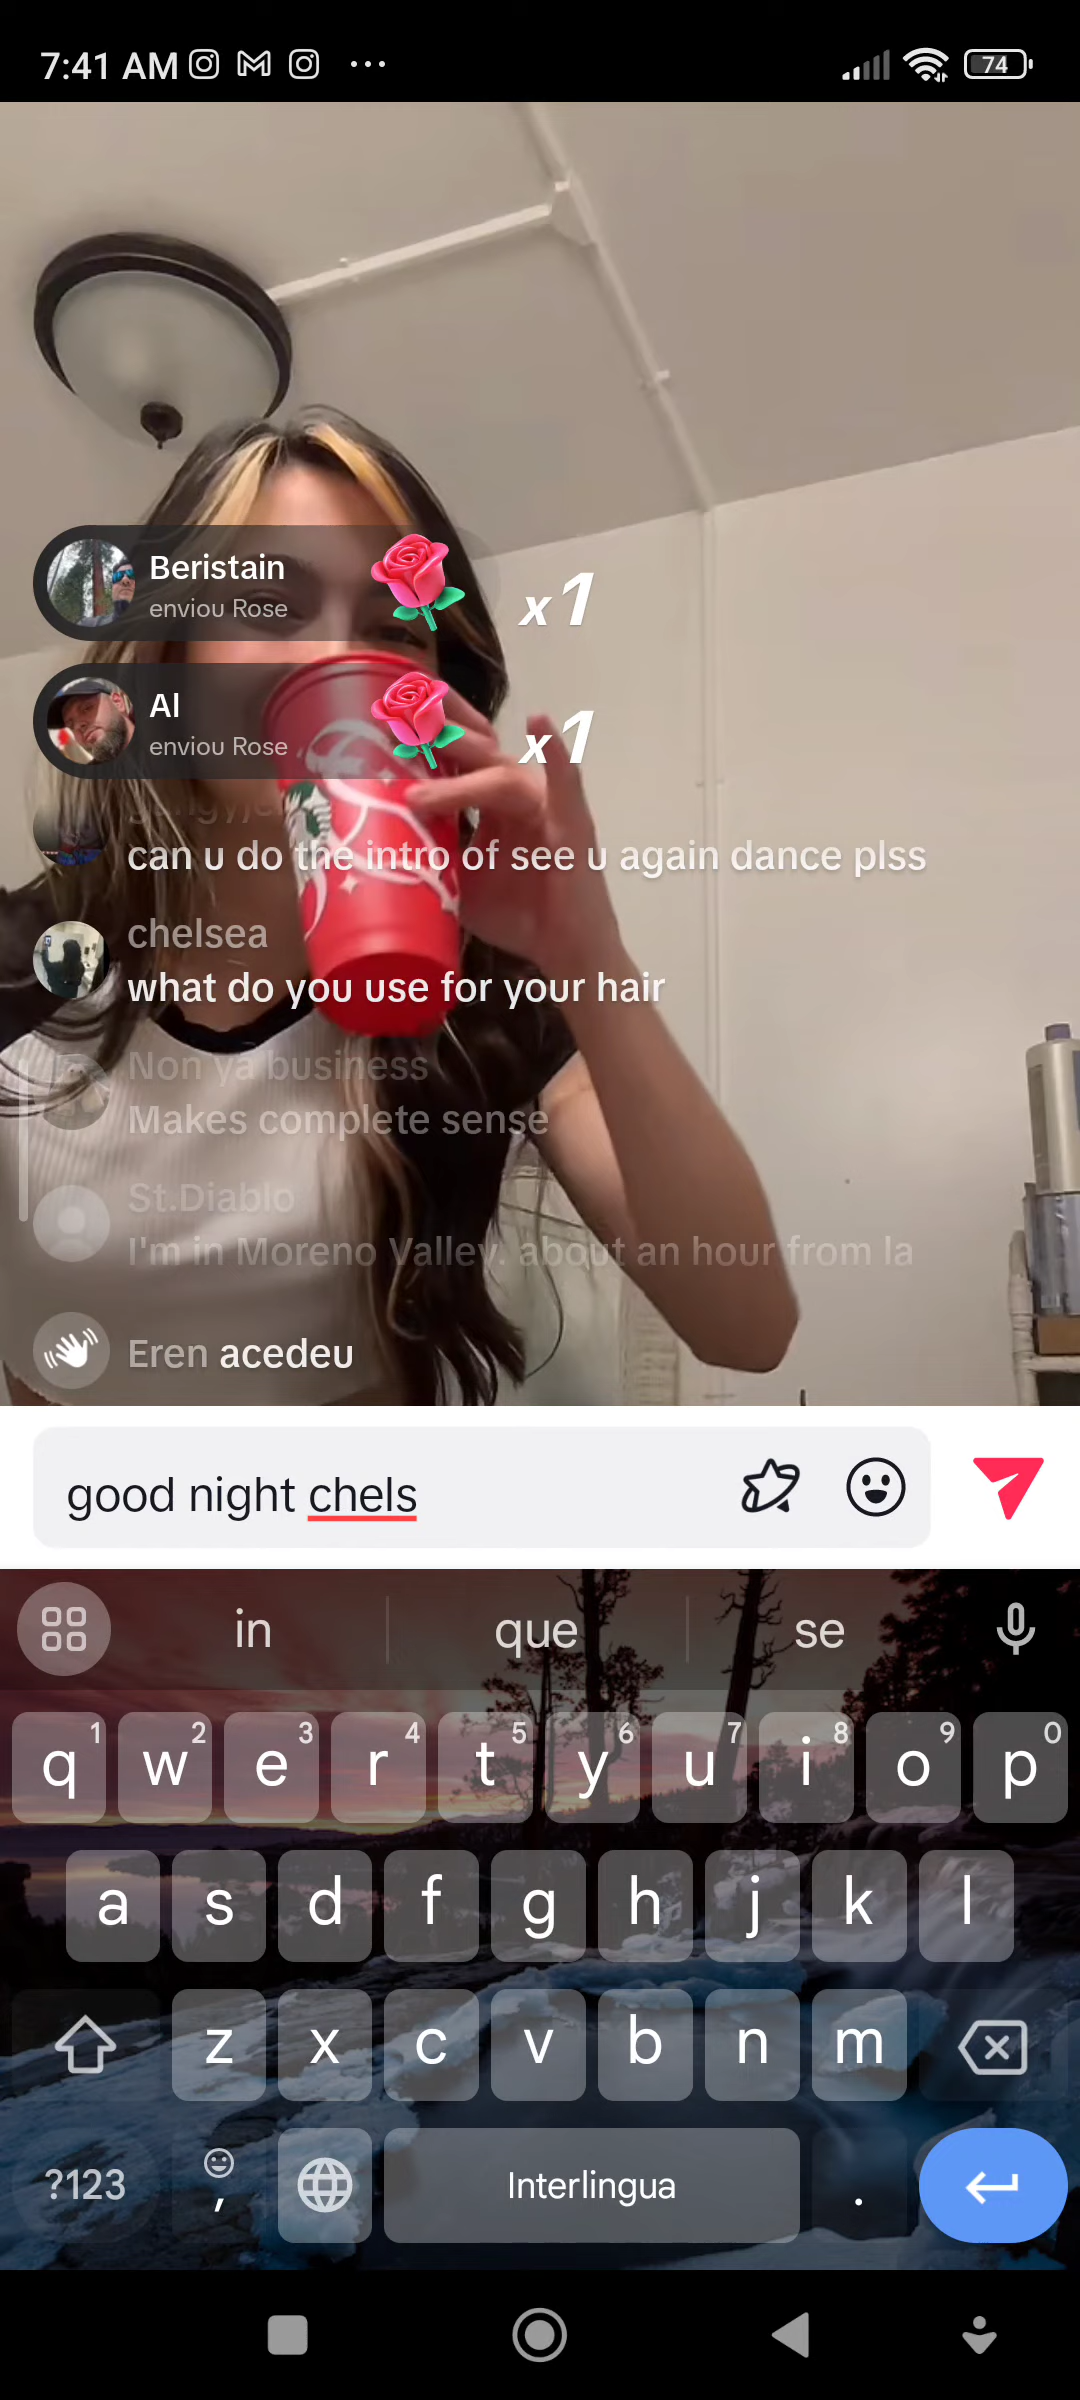 7:41 AM
74
Beristain
enviou Rose
x1
Al
enviou Rose
x1
can u do the intro of see u again dance plss
chelsea
what do you use for your hair
Non ya business
Makes complete sense
St.Diablo
I'm in Moreno Valley. about an hour from la
Eren acedeu
good night chels
in que se
1 2 3 4 5 6 7 8 9 0
q w e r t y u i o p
a s d f g h j k l
z x c v b n m
?123 , Interlingua .